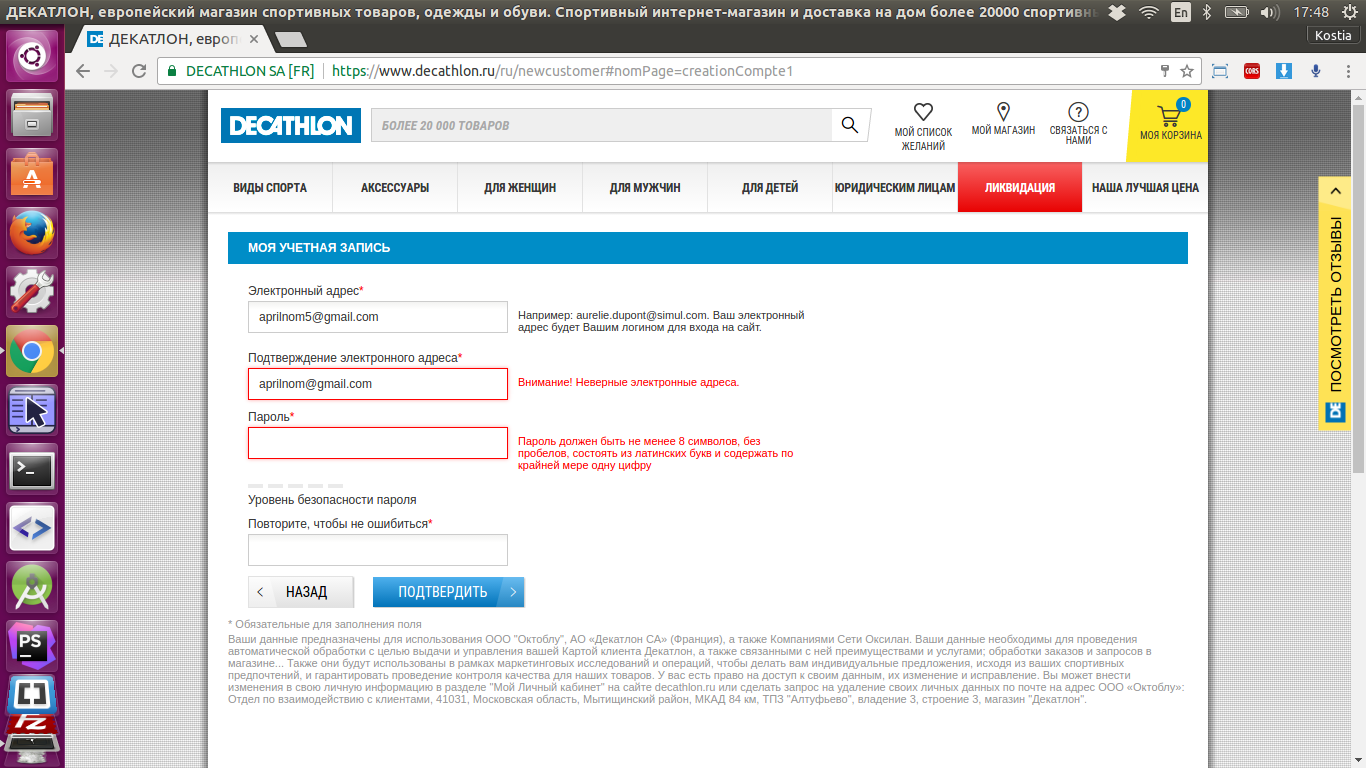 ДЕКАТЛОН, европейский магазин спортивных товаров, одежды и обуви. Спортивный интернет-магазин и доставка на дом более 20000 спортивн
En
17:48
ДЕКАТЛОН, европ
Kostia
DECATHLON SA [FR]
https://www.decathlon.ru/ru/newcustomer#nomPage=creationCompte1
CORS
DECATHLON
БОЛЕЕ 20 000 ТОВАРОВ
МОЙ СПИСОК
ЖЕЛАНИЙ
МОЙ МАГАЗИН
СВЯЗАТЬСЯ С
НАМИ
0
МОЯ КОРЗИНА
ВИДЫ СПОРТА
АКСЕССУАРЫ
ДЛЯ ЖЕНЩИН
ДЛЯ МУЖЧИН
ДЛЯ ДЕТЕЙ
ЮРИДИЧЕСКИМ ЛИЦАМ
ЛИКВИДАЦИЯ
НАША ЛУЧШАЯ ЦЕНА
ПОСМОТРЕТЬ ОТЗЫВЫ
МОЯ УЧЕТНАЯ ЗАПИСЬ
Электронный адрес*
aprilnom5@gmail.com
Например: aurelie.dupont@simul.com. Ваш электронный
адрес будет Вашим логином для входа на сайт.
Подтверждение электронного адреса*
aprilnom@gmail.com
Внимание! Неверные электронные адреса.
Пароль*
Пароль должен быть не менее 8 символов, без
пробелов, состоять из латинских букв и содержать по
крайней мере одну цифру
Уровень безопасности пароля
Повторите, чтобы не ошибиться*
НАЗАД
ПОДТВЕРДИТЬ
* Обязательные для заполнения поля
Ваши данные предназначены для использования ООО "Октоблу", АО «Декатлон СА» (Франция), а также Компаниями Сети Оксилан. Ваши данные необходимы для проведения
автоматической обработки с целью выдачи и управления вашей Картой клиента Декатлон, а также связанными с ней преимуществами и услугами; обработки заказов и запросов в
магазине... Также они будут использованы в рамках маркетинговых исследований и операций, чтобы делать вам индивидуальные предложения, исходя из ваших спортивных
предпочтений, и гарантировать проведение контроля качества для наших товаров. У вас есть право на доступ к своим данным, их изменение и исправление. Вы может внести
изменения в свою личную информацию в разделе "Мой Личный кабинет" на сайте decathlon.ru или сделать запрос на удаление своих личных данных по почте на адрес ООО «Октоблу»:
Отдел по взаимодействию с клиентами, 41031, Московская область, Мытищинский район, МКАД 84 км, ТПЗ "Алтуфьево", владение 3, строение 3, магазин "Декатлон".
PS
Fz